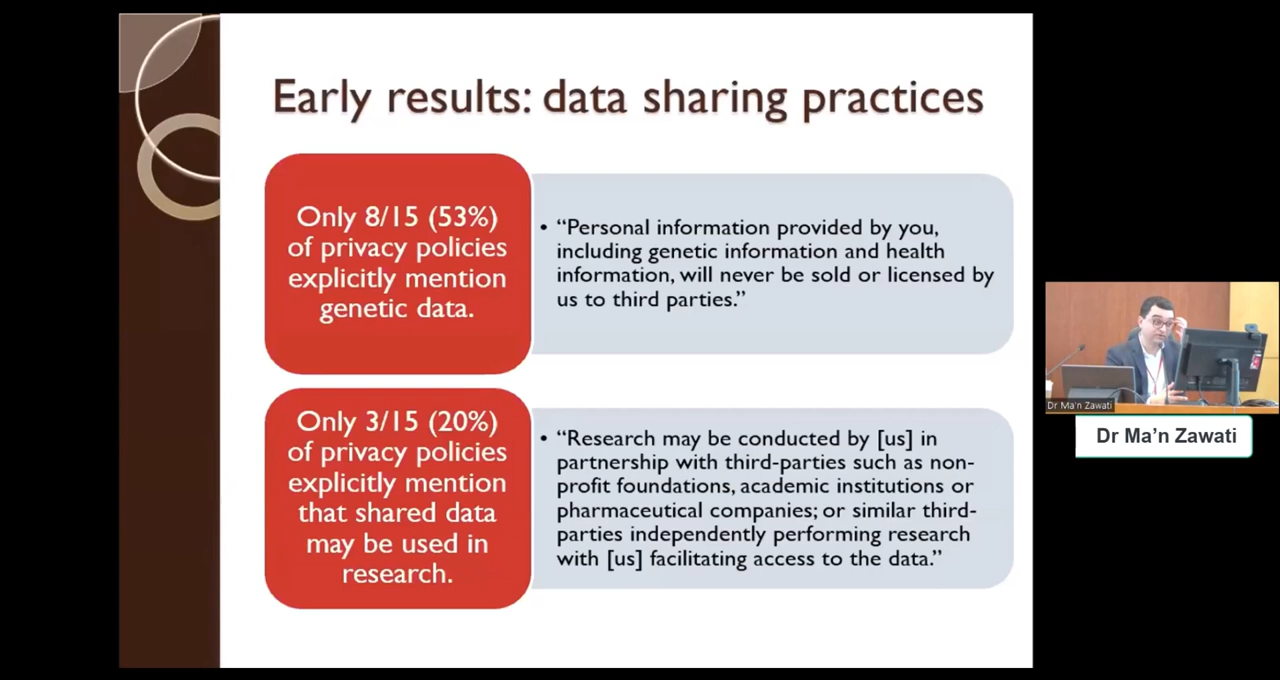 Early results: data sharing practices
Only 8/15 (53%)
of privacy policies
explicitly mention
genetic data.
• “Personal information provided by you,
including genetic information and health
information, will never be sold or licensed by
us to third parties.”
Only 3/15 (20%)
of privacy policies
explicitly mention
that shared data
may be used in
research.
• “Research may be conducted by [us] in
partnership with third-parties such as non-
profit foundations, academic institutions or
pharmaceutical companies; or similar third-
parties independently performing research
with [us] facilitating access to the data.”
Dr Ma'n Zawati
Dr Ma’n Zawati